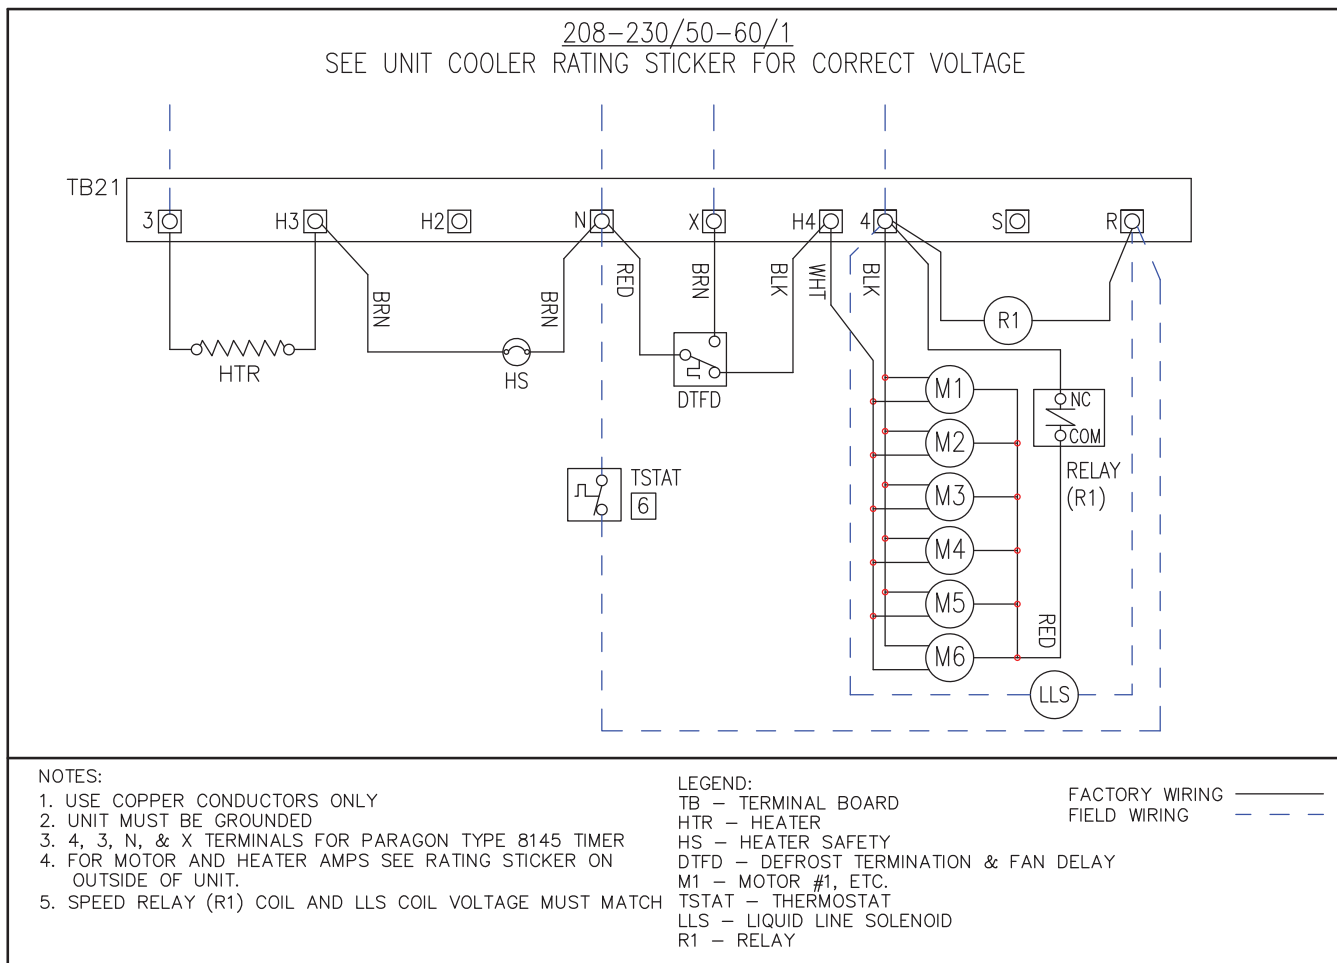 208-230/50-60/1
SEE UNIT COOLER RATING STICKER FOR CORRECT VOLTAGE
TB21
3
H3
H2
N
X
H4
4
S
R
BRN
BRN
RED
BRN
BLK
WHT
BLK
R1
HTR
HS
DTFD
M1
NC
COM
M2
RELAY
(R1)
TSTAT
6
M3
M4
M5
RED
M6
LLS
NOTES:
1. USE COPPER CONDUCTORS ONLY
2. UNIT MUST BE GROUNDED
3. 4, 3, N, & X TERMINALS FOR PARAGON TYPE 8145 TIMER
4. FOR MOTOR AND HEATER AMPS SEE RATING STICKER ON
OUTSIDE OF UNIT.
5. SPEED RELAY (R1) COIL AND LLS COIL VOLTAGE MUST MATCH
LEGEND:
TB – TERMINAL BOARD
HTR – HEATER
HS – HEATER SAFETY
DTFD – DEFROST TERMINATION & FAN DELAY
M1 – MOTOR #1, ETC.
TSTAT – THERMOSTAT
LLS – LIQUID LINE SOLENOID
R1 – RELAY
FACTORY WIRING
FIELD WIRING